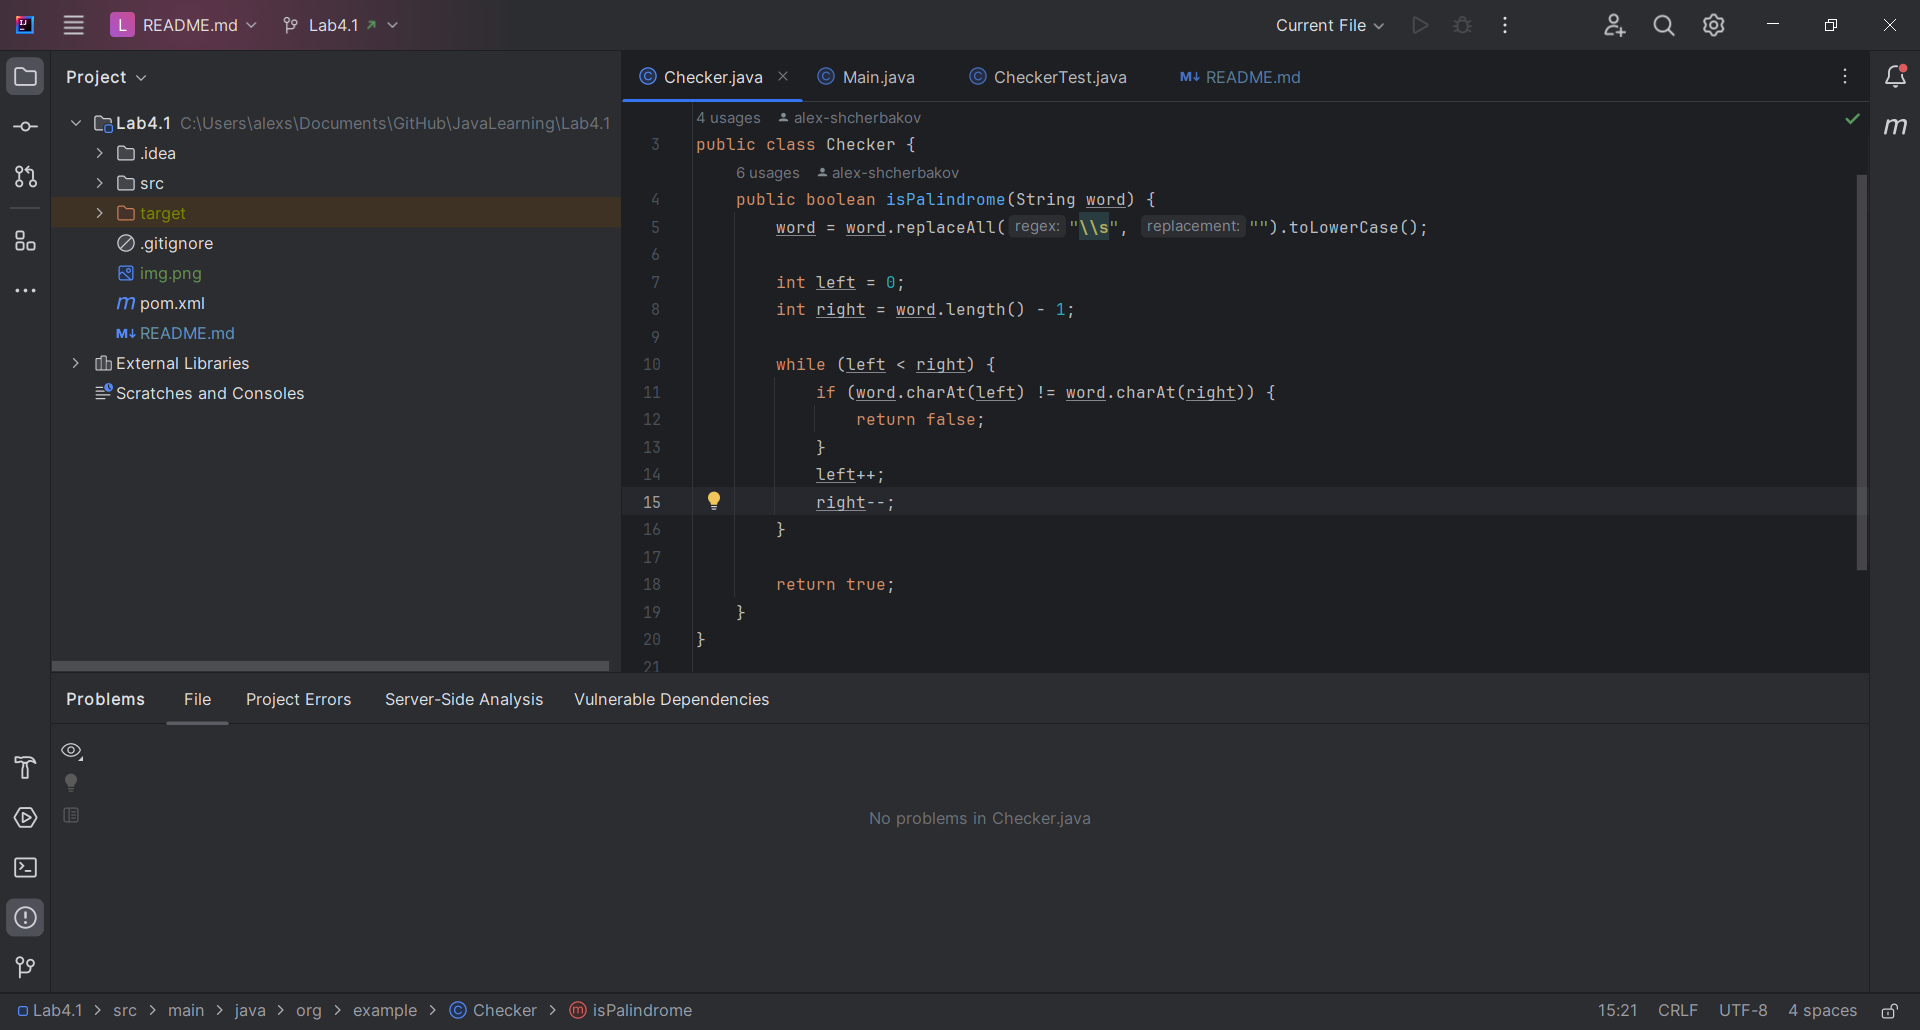 L README.md Lab4.1 Current File
Project
Checker.java Main.java CheckerTest.java README.md
Lab4.1 C:\Users\alexs\Documents\GitHub\JavaLearning\Lab4.1
.idea
src
target
.gitignore
img.png
pom.xml
README.md
External Libraries
Scratches and Consoles
4 usages alex-shcherbakov
3 public class Checker {
6 usages alex-shcherbakov
4 public boolean isPalindrome(String word) {
5 word = word.replaceAll( regex: "\\s", replacement: "").toLowerCase();
6
7 int left = 0;
8 int right = word.length() - 1;
9
10 while (left < right) {
11 if (word.charAt(left) != word.charAt(right)) {
12 return false;
13 }
14 left++;
15 right--;
16 }
17
18 return true;
19 }
20 }
21
Problems File Project Errors Server-Side Analysis Vulnerable Dependencies
No problems in Checker.java
Lab4.1 > src > main > java > org > example > Checker > isPalindrome 15:21 CRLF UTF-8 4 spaces